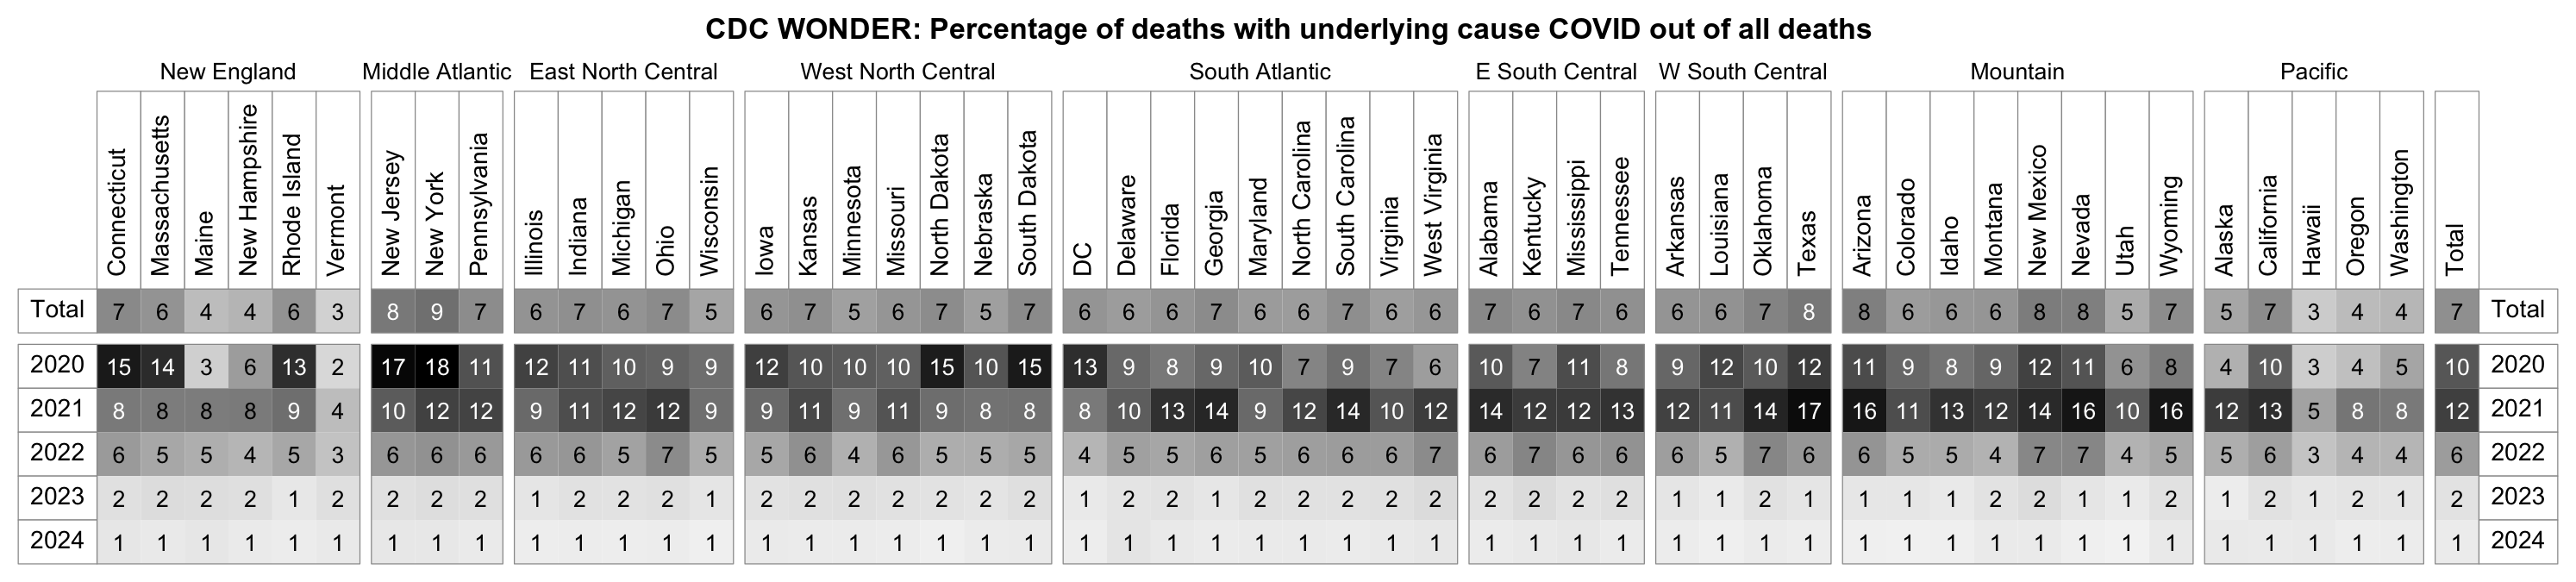 CDC WONDER: Percentage of deaths with underlying cause COVID out of all deaths
New England Middle Atlantic East North Central West North Central South Atlantic E South Central W South Central Mountain Pacific
Connecticut Massachusetts Maine New Hampshire Rhode Island Vermont New Jersey New York Pennsylvania Illinois Indiana Michigan Ohio Wisconsin Iowa Kansas Minnesota Missouri North Dakota Nebraska South Dakota DC Delaware Florida Georgia Maryland North Carolina South Carolina Virginia West Virginia Alabama Kentucky Mississippi Tennessee Arkansas Louisiana Oklahoma Texas Arizona Colorado Idaho Montana New Mexico Nevada Utah Wyoming Alaska California Hawaii Oregon Washington Total
Total 7 6 4 4 6 3 8 9 7 6 7 6 7 5 6 7 5 6 7 5 7 6 6 6 7 6 6 7 6 6 7 6 7 6 6 6 7 8 8 6 6 6 8 8 5 7 5 7 3 4 4 7 Total
2020 15 14 3 6 13 2 17 18 11 12 11 10 9 9 12 10 10 10 15 10 15 13 9 8 9 10 7 9 7 6 10 7 11 8 9 12 10 12 11 9 8 9 12 11 6 8 4 10 3 4 5 10 2020
2021 8 8 8 8 9 4 10 12 12 9 11 12 12 9 9 11 9 11 9 8 8 8 10 13 14 9 12 14 10 12 14 12 12 13 12 11 14 17 16 11 13 12 14 16 10 16 12 13 5 8 8 12 2021
2022 6 5 5 4 5 3 6 6 6 6 6 5 7 5 5 6 4 6 5 5 5 4 5 5 6 5 6 6 6 7 6 7 6 6 6 5 7 6 6 5 5 4 7 7 4 5 5 6 3 4 4 6 2022
2023 2 2 2 2 1 2 2 2 2 1 2 2 2 1 2 2 2 2 2 2 2 1 2 2 1 2 2 2 2 2 2 2 2 2 1 1 2 1 1 1 1 2 2 1 1 2 1 2 1 2 1 2 2023
2024 1 1 1 1 1 1 1 1 1 1 1 1 1 1 1 1 1 1 1 1 1 1 1 1 1 1 1 1 1 1 1 1 1 1 1 1 1 1 1 1 1 1 1 1 1 1 1 1 1 1 1 1 2024